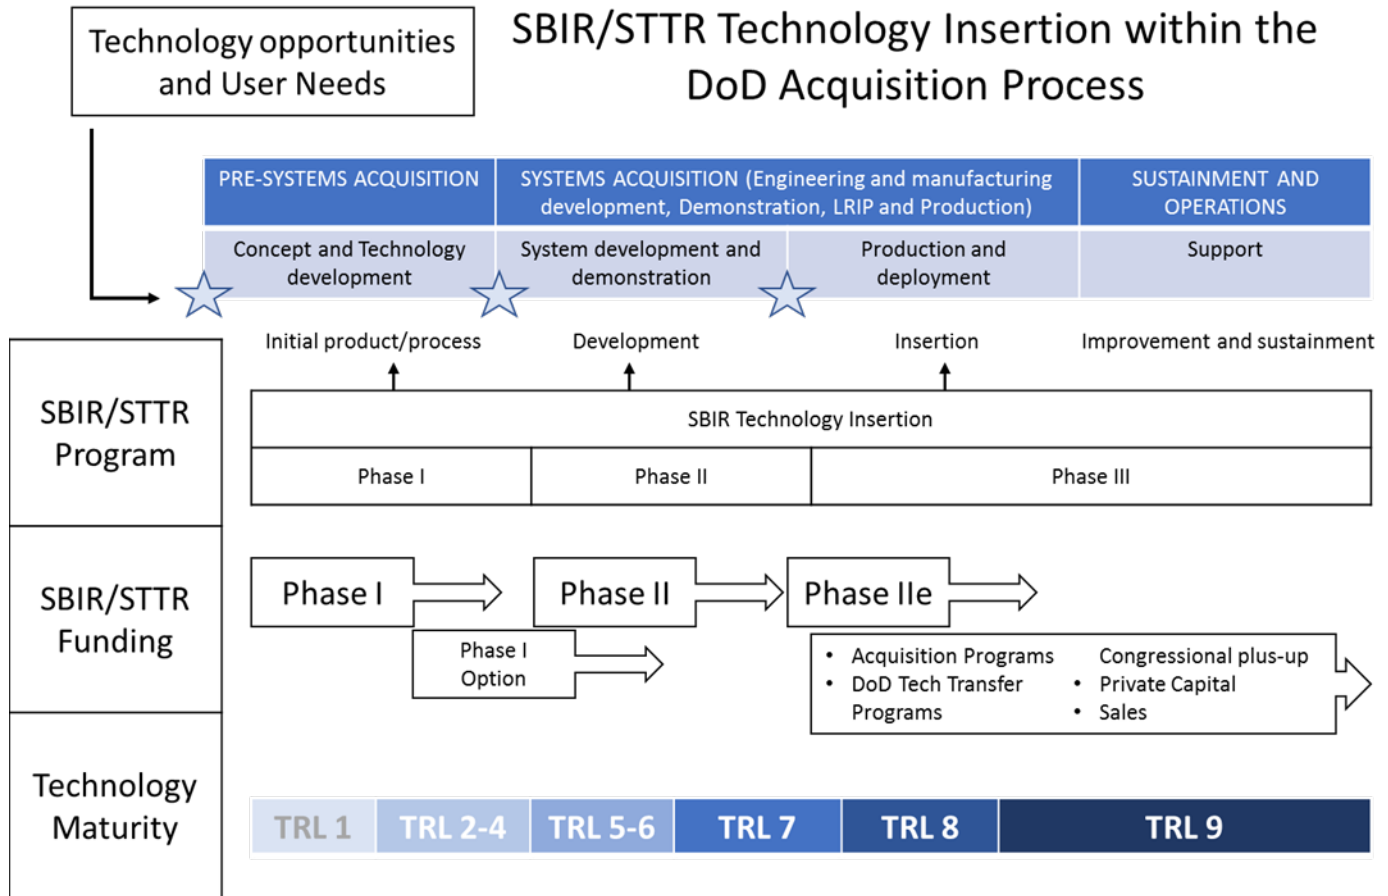 Technology opportunities
and User Needs
SBIR/STTR Technology Insertion within the
DoD Acquisition Process
PRE-SYSTEMS ACQUISITION
SYSTEMS ACQUISITION (Engineering and manufacturing
development, Demonstration, LRIP and Production)
SUSTAINMENT AND
OPERATIONS
Concept and Technology
development
System development and
demonstration
Production and
deployment
Support
Initial product/process
Development
Insertion
Improvement and sustainment
SBIR/STTR
Program
SBIR Technology Insertion
Phase I
Phase II
Phase III
SBIR/STTR
Funding
Phase I
Phase II
Phase IIe
Phase I
Option
• Acquisition Programs
• DoD Tech Transfer
Programs
Congressional plus-up
• Private Capital
• Sales
Technology
Maturity
TRL 1
TRL 2-4
TRL 5-6
TRL 7
TRL 8
TRL 9